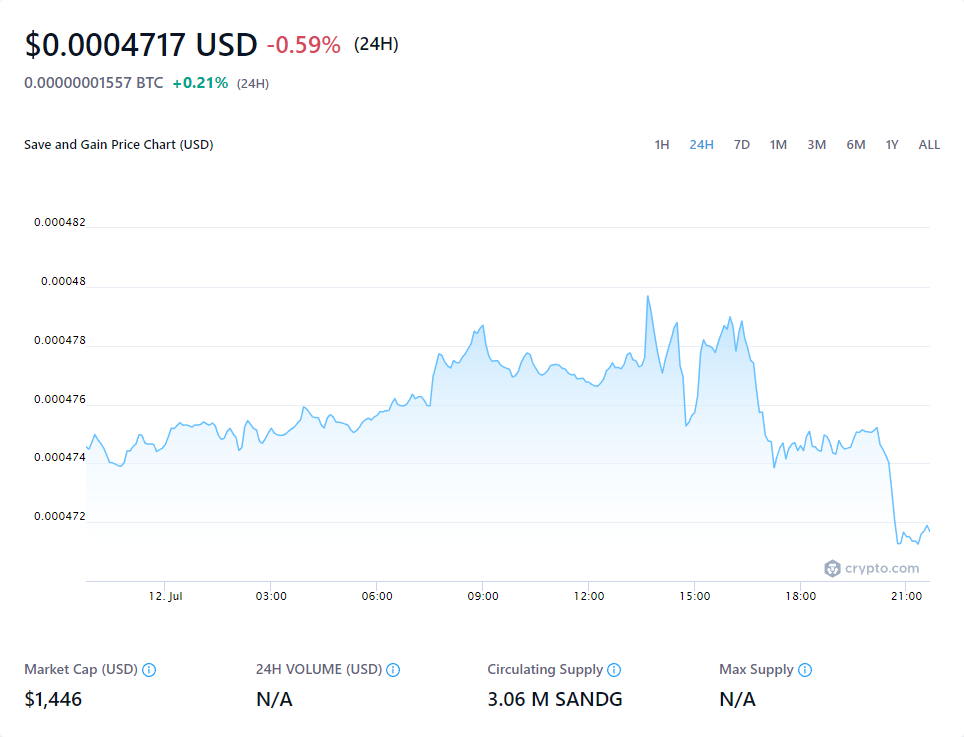 $0.0004717 USD -0.59% (24H)
0.00000001557 BTC +0.21% (24H)
Save and Gain Price Chart (USD) 1H 24H 7D 1M 3M 6M 1Y ALL
0.000482
0.00048
0.000478
0.000476
0.000474
0.000472
crypto.com
12. Jul 03:00 06:00 09:00 12:00 15:00 18:00 21:00
Market Cap (USD) 24H VOLUME (USD) Circulating Supply Max Supply
$1,446 N/A 3.06 M SANDG N/A